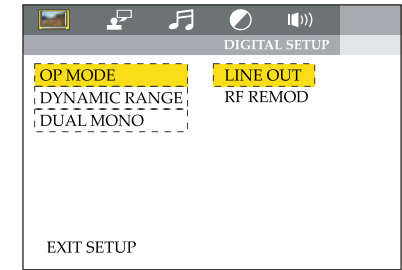 DIGITAL SETUP
OP MODE LINE OUT
DYNAMIC RANGE RF REMOD
DUAL MONO
EXIT SETUP